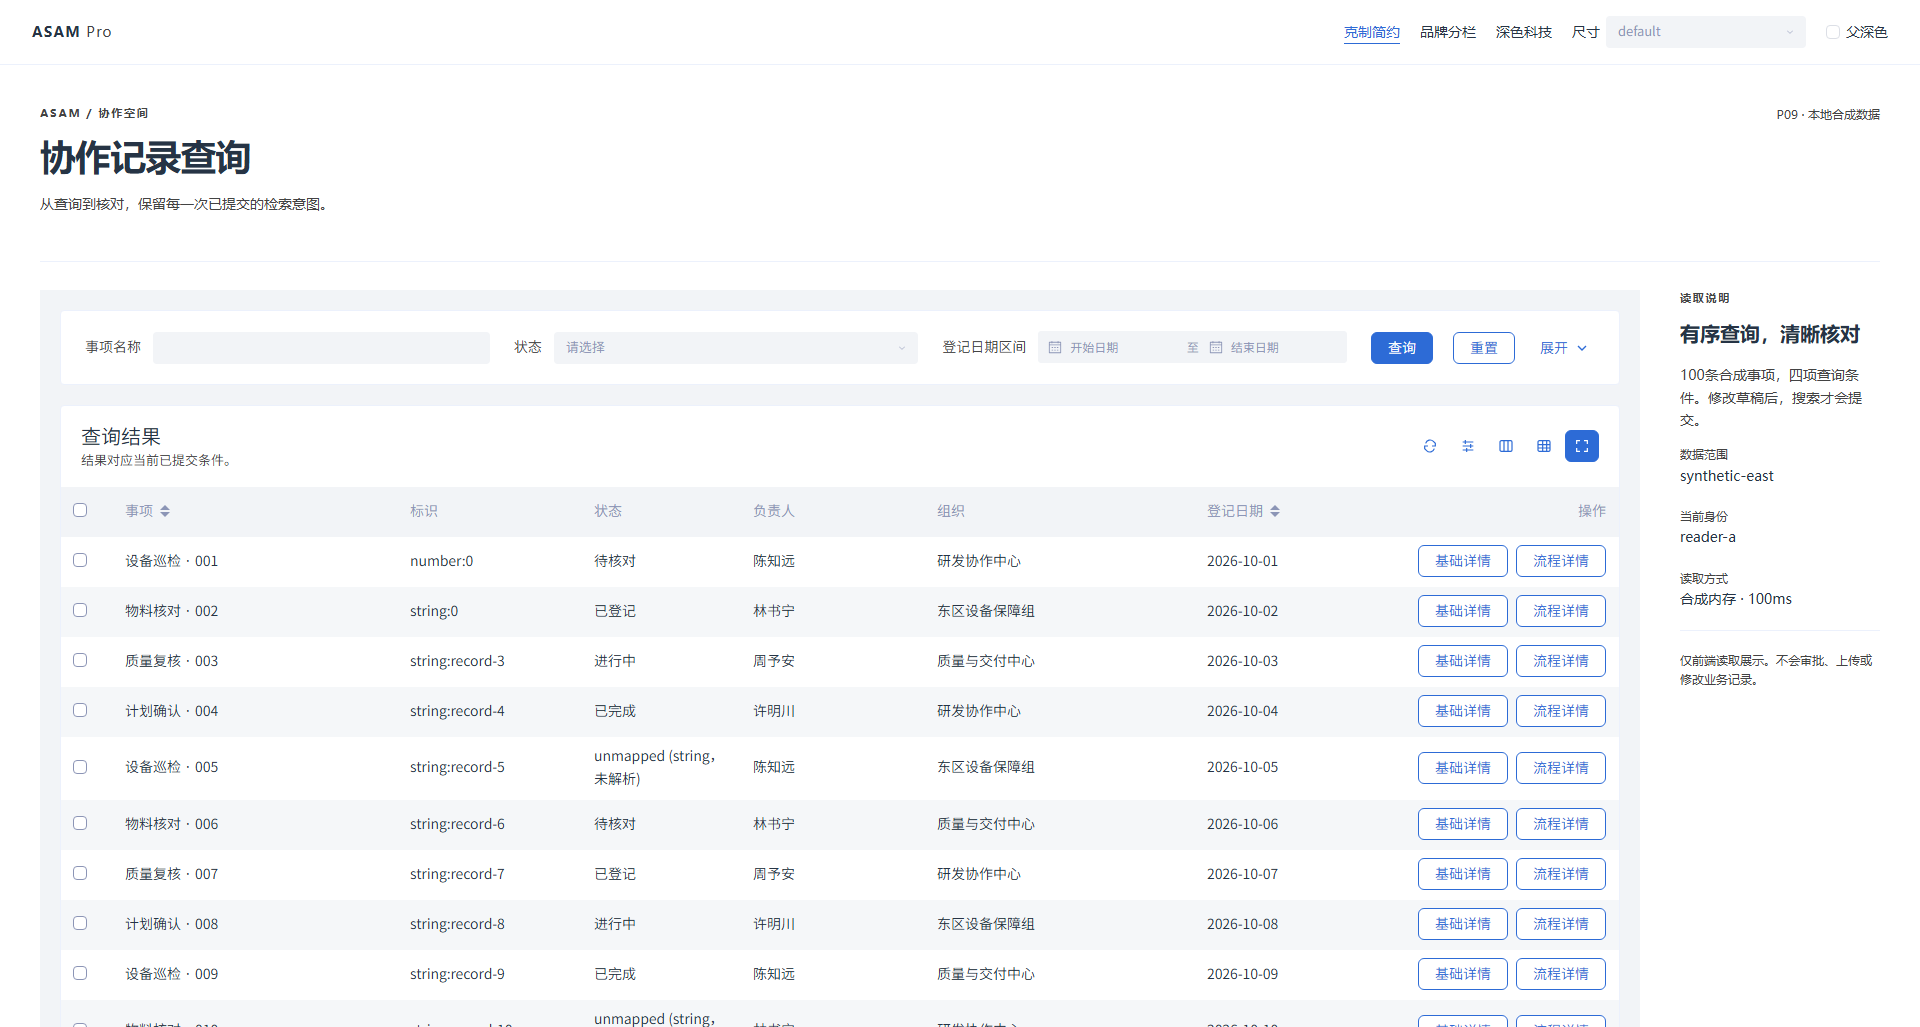 ASAM Pro
克制简约 品牌分栏 深色科技 尺寸 default 父深色
ASAM / 协作空间
P09 · 本地合成数据
协作记录查询
从查询到核对，保留每一次已提交的检索意图。
事项名称 状态 请选择 登记日期区间 开始日期 至 结束日期 查询 重置 展开
查询结果
结果对应当前已提交条件。
事项 标识 状态 负责人 组织 登记日期 操作
设备巡检 · 001 number:0 待核对 陈知远 研发协作中心 2026-10-01 基础详情 流程详情
物料核对 · 002 string:0 已登记 林书宁 东区设备保障组 2026-10-02 基础详情 流程详情
质量复核 · 003 string:record-3 进行中 周予安 质量与交付中心 2026-10-03 基础详情 流程详情
计划确认 · 004 string:record-4 已完成 许明川 研发协作中心 2026-10-04 基础详情 流程详情
设备巡检 · 005 string:record-5 unmapped (string，未解析) 陈知远 东区设备保障组 2026-10-05 基础详情 流程详情
物料核对 · 006 string:record-6 待核对 林书宁 质量与交付中心 2026-10-06 基础详情 流程详情
质量复核 · 007 string:record-7 已登记 周予安 研发协作中心 2026-10-07 基础详情 流程详情
计划确认 · 008 string:record-8 进行中 许明川 东区设备保障组 2026-10-08 基础详情 流程详情
设备巡检 · 009 string:record-9 已完成 陈知远 质量与交付中心 2026-10-09 基础详情 流程详情
unmapped (string，
读取说明
有序查询，清晰核对
100条合成事项，四项查询条
件。修改草稿后，搜索才会提
交。
数据范围
synthetic-east
当前身份
reader-a
读取方式
合成内存 · 100ms
仅前端读取展示。不会审批、上传或
修改业务记录。